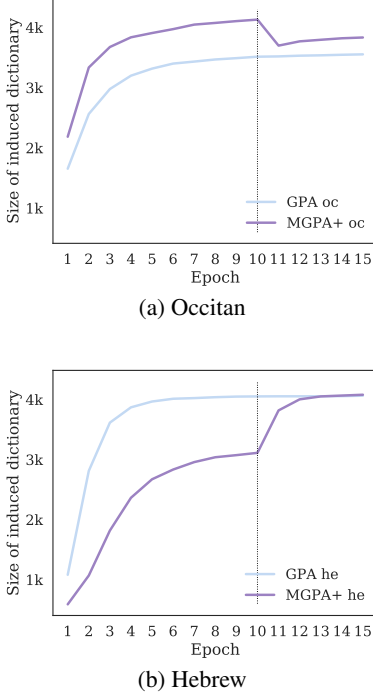 Size of induced dictionary
4k
3k
2k
1k
GPA oc
MGPA+ oc
1 2 3 4 5 6 7 8 9 10 11 12 13 14 15
Epoch
(a) Occitan
Size of induced dictionary
4k
3k
2k
1k
GPA he
MGPA+ he
1 2 3 4 5 6 7 8 9 10 11 12 13 14 15
Epoch
(b) Hebrew